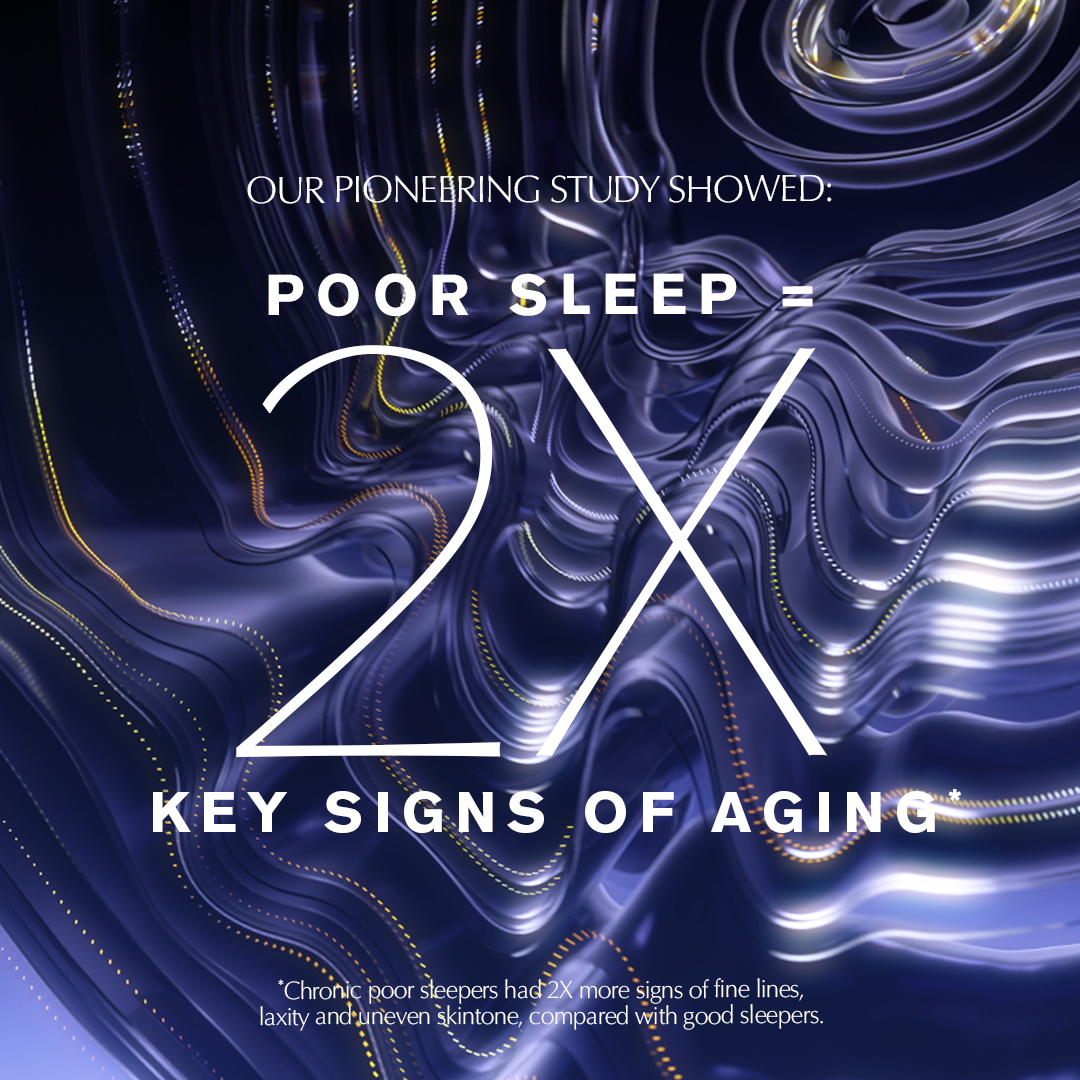 OUR PIONEERING STUDY SHOWED:
POOR SLEEP =
2X
KEY SIGNS OF AGING*
*Chronic poor sleepers had 2X more signs of fine lines,
laxity and uneven skintone, compared with good sleepers.